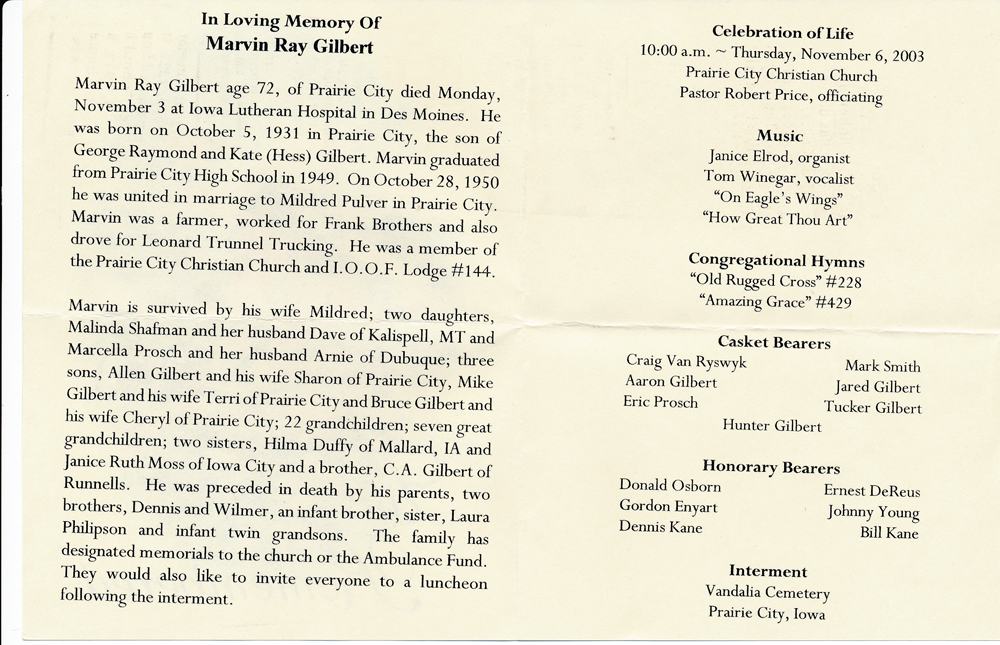 In Loving Memory Of
Marvin Ray Gilbert
Marvin Ray Gilbert age 72, of Prairie City died Monday,
November 3 at Iowa Lutheran Hospital in Des Moines. He
was born on October 5, 1931 in Prairie City, the son of
George Raymond and Kate (Hess) Gilbert. Marvin graduated
from Prairie City High School in 1949. On October 28, 1950
he was united in marriage to Mildred Pulver in Prairie City.
Marvin was a farmer, worked for Frank Brothers and also
drove for Leonard Trunnel Trucking. He was a member of
the Prairie City Christian Church and I.O.O.F. Lodge #144.
Marvin is survived by his wife Mildred; two daughters,
Malinda Shafman and her husband Dave of Kalispell, MT and
Marcella Prosch and her husband Arnie of Dubuque; three
sons, Allen Gilbert and his wife Sharon of Prairie City, Mike
Gilbert and his wife Terri of Prairie City and Bruce Gilbert and
his wife Cheryl of Prairie City; 22 grandchildren; seven great
grandchildren; two sisters, Hilma Duffy of Mallard, IA and
Janice Ruth Moss of Iowa City and a brother, C.A. Gilbert of
Runnells. He was preceded in death by his parents, two
brothers, Dennis and Wilmer, an infant brother, sister, Laura
Philipson and infant twin grandsons. The family has
designated memorials to the church or the Ambulance Fund.
They would also like to invite everyone to a luncheon
following the interment.
Celebration of Life
10:00 a.m. ~ Thursday, November 6, 2003
Prairie City Christian Church
Pastor Robert Price, officiating
Music
Janice Elrod, organist
Tom Winegar, vocalist
“On Eagle’s Wings”
“How Great Thou Art”
Congregational Hymns
“Old Rugged Cross” #228
“Amazing Grace” #429
Casket Bearers
Craig Van Ryswyk Mark Smith
Aaron Gilbert Jared Gilbert
Eric Prosch Tucker Gilbert
Hunter Gilbert
Honorary Bearers
Donald Osborn Ernest DeReus
Gordon Enyart Johnny Young
Dennis Kane Bill Kane
Interment
Vandalia Cemetery
Prairie City, Iowa